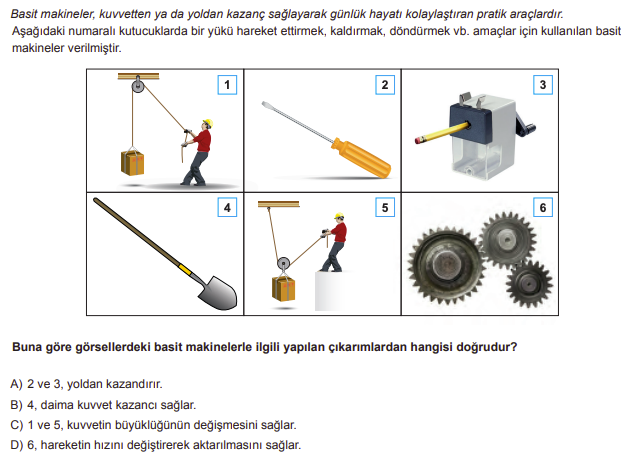 Basit makineler, kuvvetten ya da yoldan kazanç sağlayarak günlük hayatı kolaylaştıran pratik araçlardır.
Aşağıdaki numaralı kutucuklarda bir yükü hareket ettirmek, kaldırmak, döndürmek vb. amaçlar için kullanılan basit
makineler verilmiştir.
1
2
3
4
5
6
Buna göre görsellerdeki basit makinelerle ilgili yapılan çıkarımlardan hangisi doğrudur?
A) 2 ve 3, yoldan kazandırır.
B) 4, daima kuvvet kazancı sağlar.
C) 1 ve 5, kuvvetin büyüklüğünün değişmesini sağlar.
D) 6, hareketin hızını değiştirerek aktarılmasını sağlar.